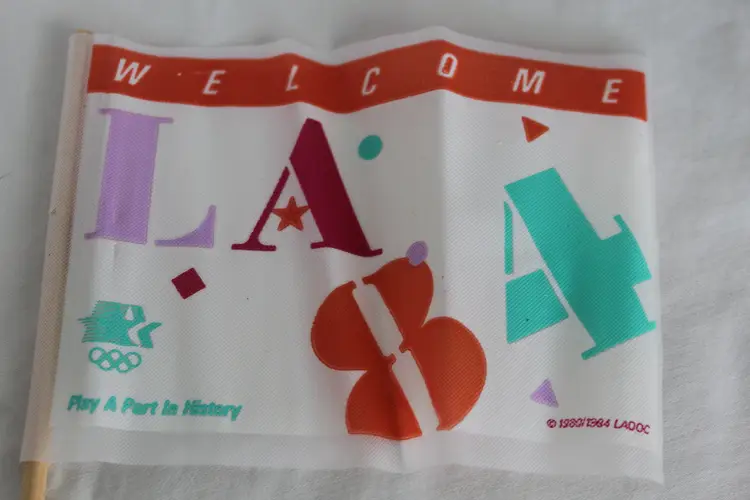 WELCOME
LA
84
Play A Part In History
© 1980/1984 LAOOC